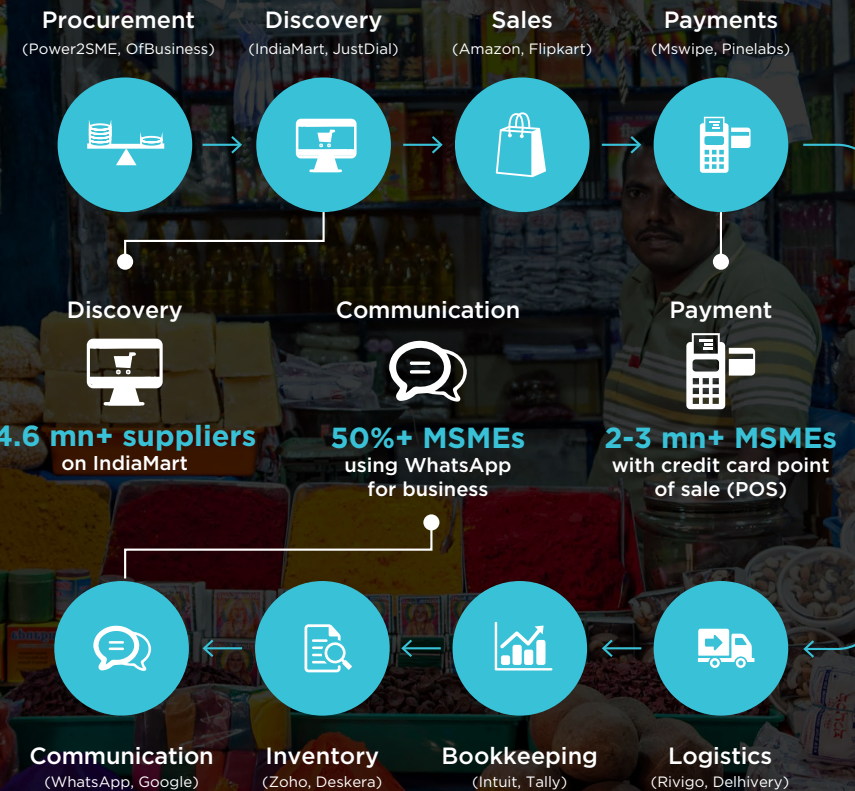 Procurement
(Power2SME, OfBusiness)
Discovery
(IndiaMart, JustDial)
Sales
(Amazon, Flipkart)
Payments
(Mswipe, Pinelabs)
Discovery
4.6 mn+ suppliers
on IndiaMart
Communication
50%+ MSMEs
using WhatsApp
for business
Payment
2-3 mn+ MSMEs
with credit card point
of sale (POS)
Communication
(WhatsApp, Google)
Inventory
(Zoho, Deskera)
Bookkeeping
(Intuit, Tally)
Logistics
(Rivigo, Delhivery)